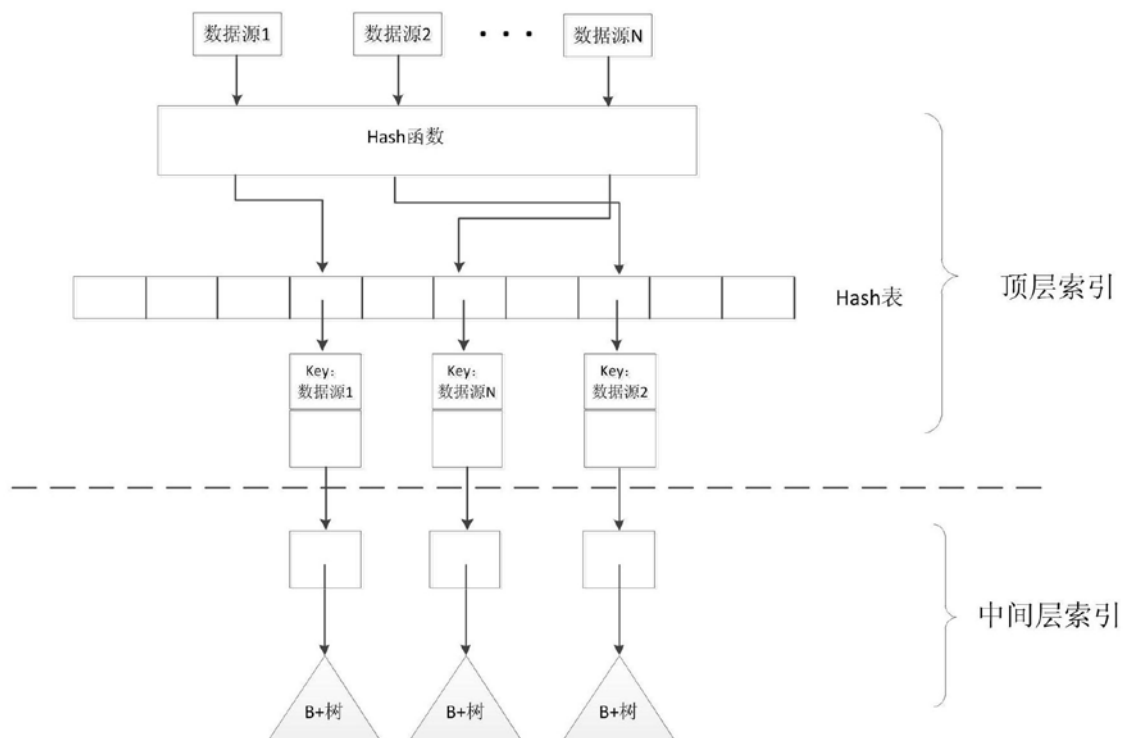 数据源1
数据源2
• • •
数据源N
Hash函数
Hash表
顶层索引
Key:
数据源1
Key:
数据源N
Key:
数据源2
中间层索引
B+树
B+树
B+树